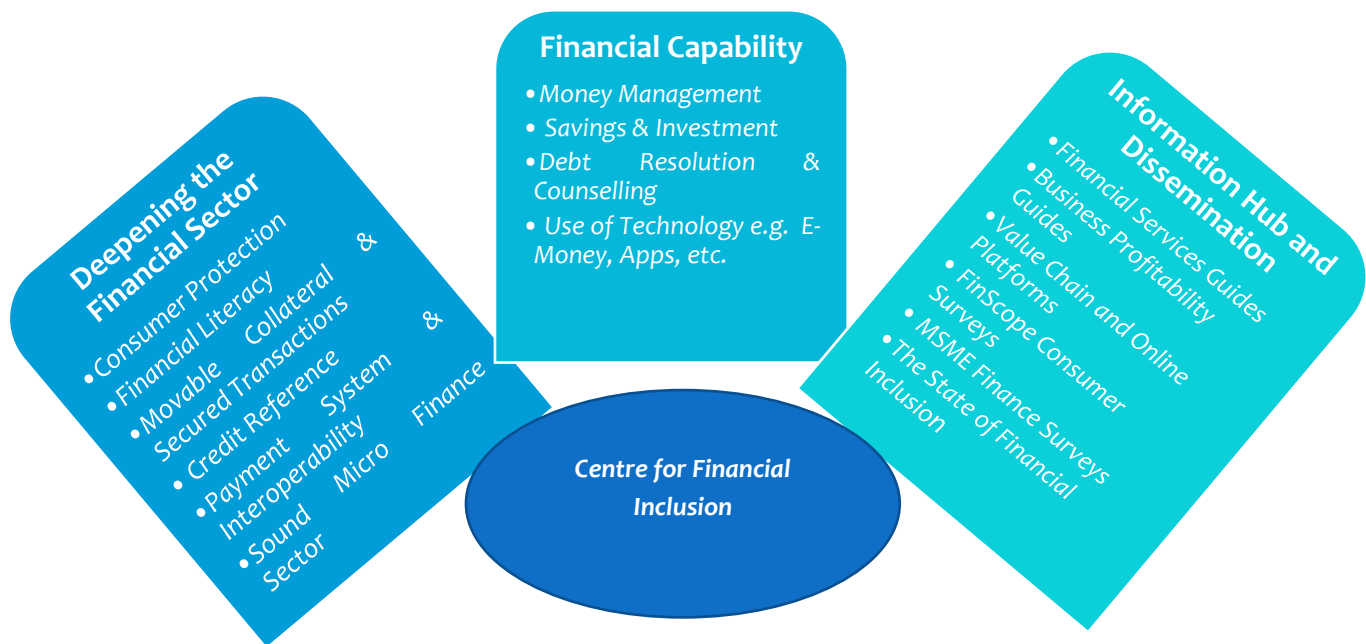 Deepening the
Financial Sector
•Consumer Protection
•Financial Literacy
•Movable Collateral &
Secured Transactions
•Credit Reference
•Payment System &
Interoperability
•Sound Micro Finance
Sector
Financial Capability
•Money Management
• Savings & Investment
•Debt Resolution &
Counselling
• Use of Technology e.g. E-
Money, Apps, etc.
Information Hub and
Dissemination
•Financial Services Guides
•Business Profitability
Guides
•Value Chain and Online
Platforms
•FinScope Consumer
Surveys
•MSME Finance Surveys
•The State of Financial
Inclusion
Centre for Financial
Inclusion